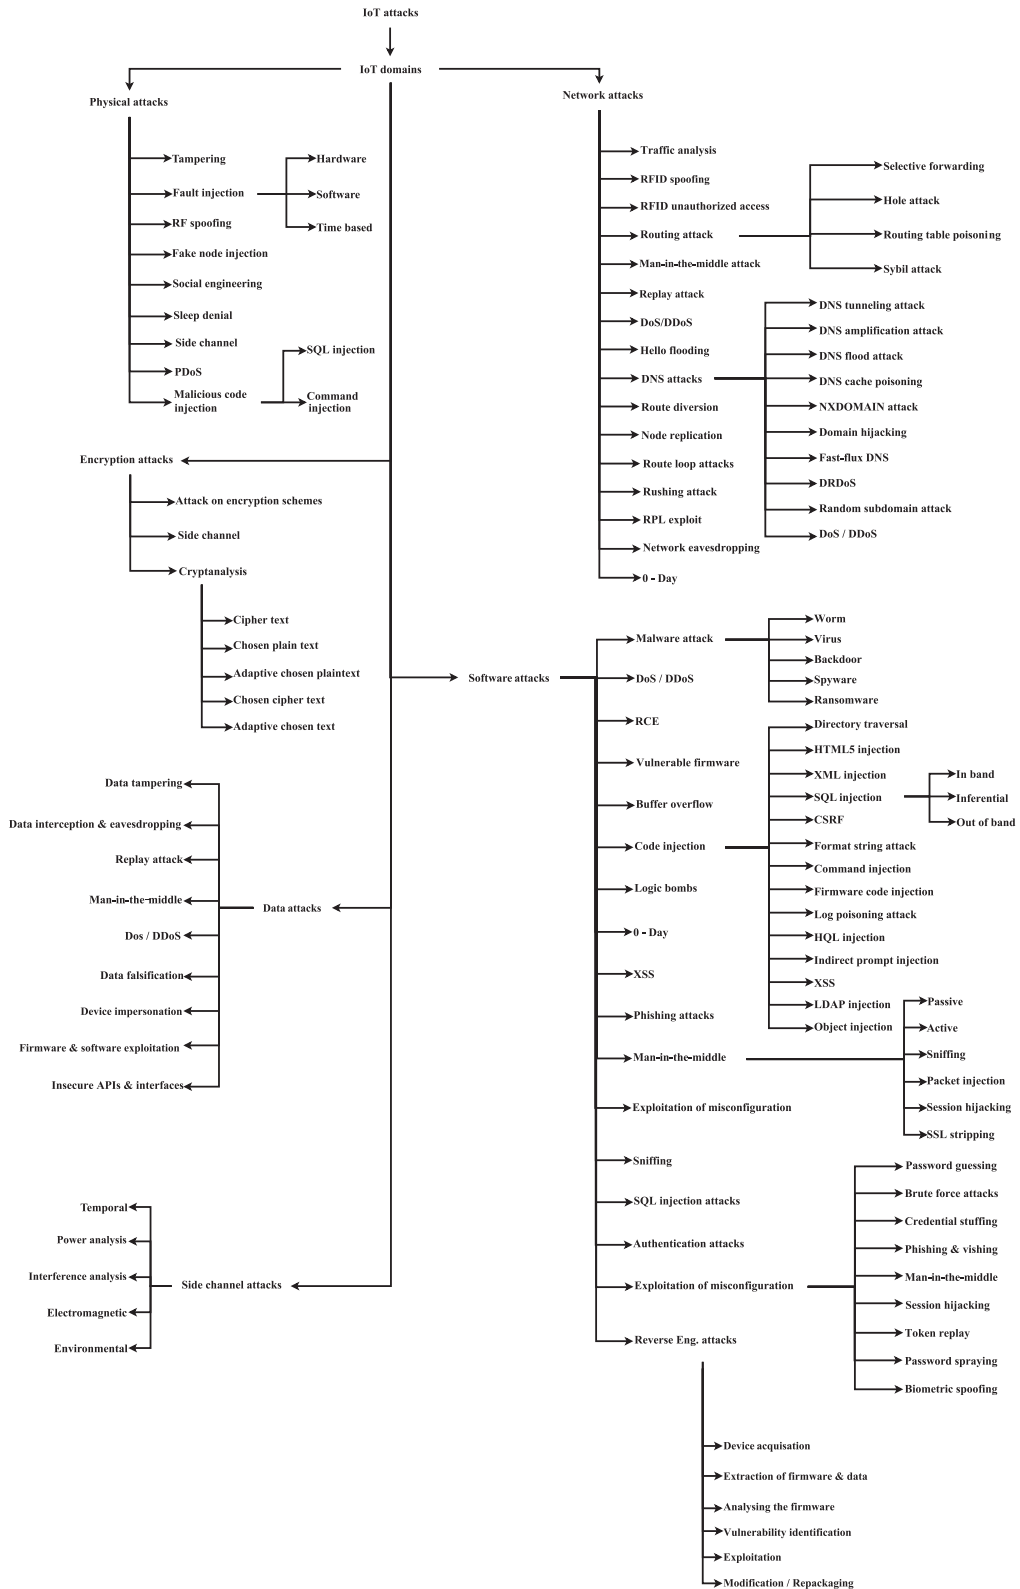 IoT attacks
IoT domains
Physical attacks
Tampering
Fault injection
Hardware
Software
Time based
RF spoofing
Fake node injection
Social engineering
Sleep denial
Side channel
PDoS
Malicious code
injection
SQL injection
Command
injection
Network attacks
Traffic analysis
RFID spoofing
RFID unauthorized access
Routing attack
Selective forwarding
Hole attack
Routing table poisoning
Sybil attack
Man-in-the-middle attack
Replay attack
DoS/DDoS
Hello flooding
DNS attacks
DNS tunneling attack
DNS amplification attack
DNS flood attack
DNS cache poisoning
NXDOMAIN attack
Domain hijacking
Fast-flux DNS
DRDoS
Random subdomain attack
DoS / DDoS
Route diversion
Node replication
Route loop attacks
Rushing attack
RPL exploit
Network eavesdropping
0 - Day
Encryption attacks
Attack on encryption schemes
Side channel
Cryptanalysis
Cipher text
Chosen plain text
Adaptive chosen plaintext
Chosen cipher text
Adaptive chosen text
Software attacks
Malware attack
Worm
Virus
Backdoor
Spyware
Ransomware
DoS / DDoS
RCE
Vulnerable firmware
Buffer overflow
Code injection
Directory traversal
HTML5 injection
XML injection
SQL injection
In band
Inferential
Out of band
CSRF
Format string attack
Command injection
Firmware code injection
Log poisoning attack
HQL injection
Indirect prompt injection
XSS
LDAP injection
Object injection
Logic bombs
0 - Day
XSS
Phishing attacks
Man-in-the-middle
Passive
Active
Sniffing
Packet injection
Session hijacking
SSL stripping
Exploitation of misconfiguration
Sniffing
SQL injection attacks
Authentication attacks
Exploitation of misconfiguration
Password guessing
Brute force attacks
Credential stuffing
Phishing & vishing
Man-in-the-middle
Session hijacking
Token replay
Password spraying
Biometric spoofing
Reverse Eng. attacks
Device acquisation
Extraction of firmware & data
Analysing the firmware
Vulnerability identification
Exploitation
Modification / Repackaging
Data attacks
Data tampering
Data interception & eavesdropping
Replay attack
Man-in-the-middle
Dos / DDoS
Data falsification
Device impersonation
Firmware & software exploitation
Insecure APIs & interfaces
Side channel attacks
Temporal
Power analysis
Interference analysis
Electromagnetic
Environmental